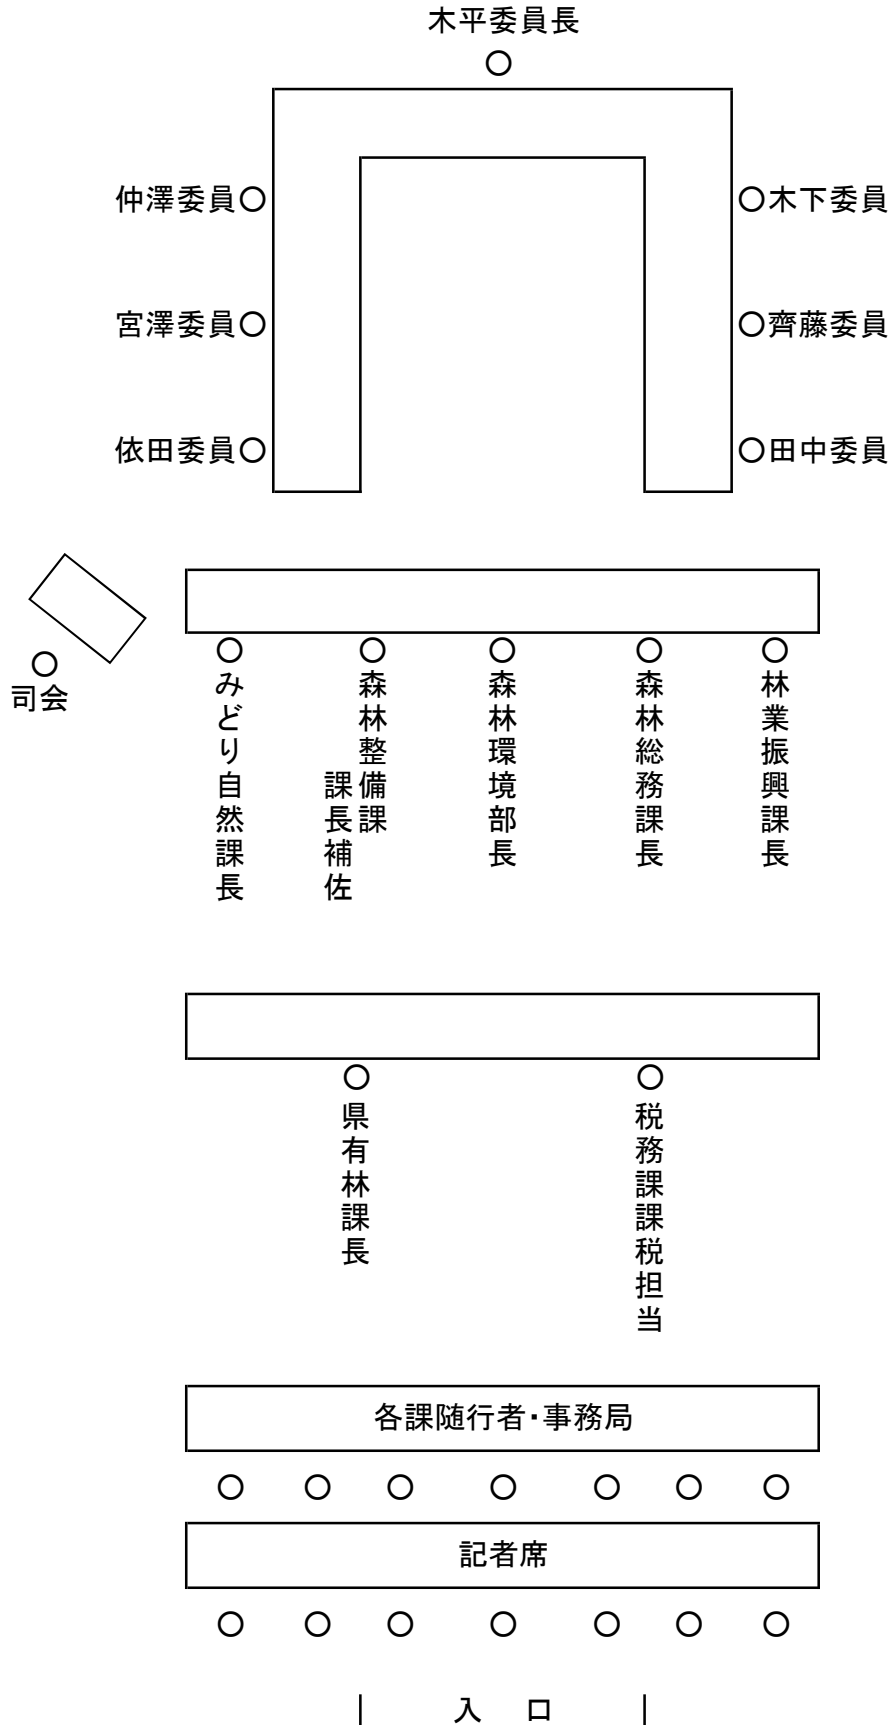 木平委員長
仲澤委員
木下委員
宮澤委員
齊藤委員
依田委員
田中委員
司会
みどり自然課長
森林整備課
課長補佐
森林環境部長
森林総務課長
林業振興課長
県有林課長
税務課課税担当
各課随行者・事務局
記者席
入　口